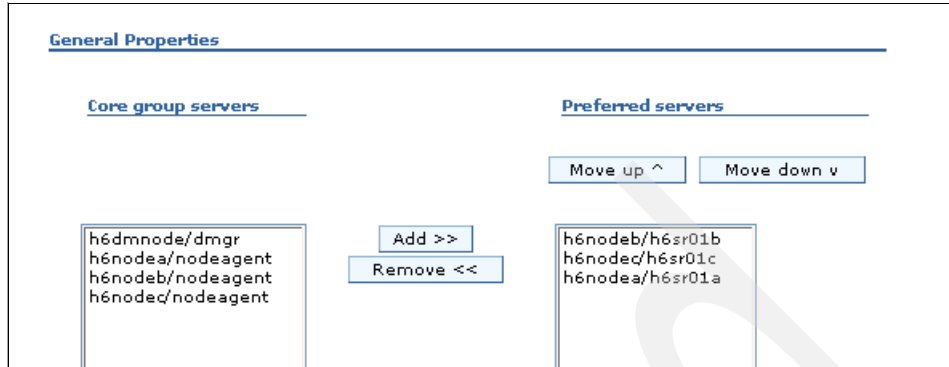 General Properties
Core group servers
Preferred servers
Move up ^
Move down v
h6dmnode/dmgr
h6nodea/nodeagent
h6nodeb/nodeagent
h6nodec/nodeagent
Add >>
Remove <<
h6nodeb/h6sr01b
h6nodec/h6sr01c
h6nodea/h6sr01a